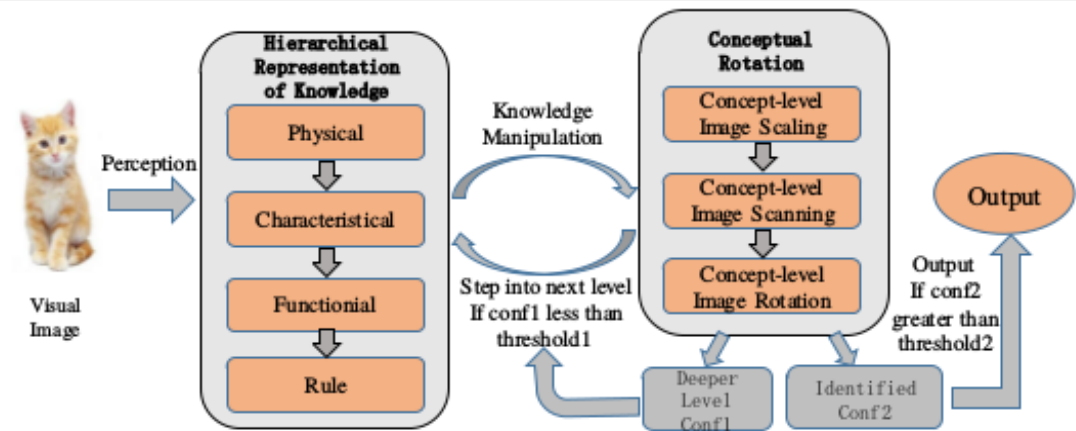 Visual
Image
Perception
Hierarchical
Representation
of Knowledge
Physical
Characteristical
Functionial
Rule
Knowledge
Manipulation
Step into next level
If conf1 less than
threshold1
Conceptual
Rotation
Concept-level
Image Scaling
Concept-level
Image Scanning
Concept-level
Image Rotation
Deeper
Level
Conf1
Identified
Conf2
Output
If conf2
greater than
threshold2
Output